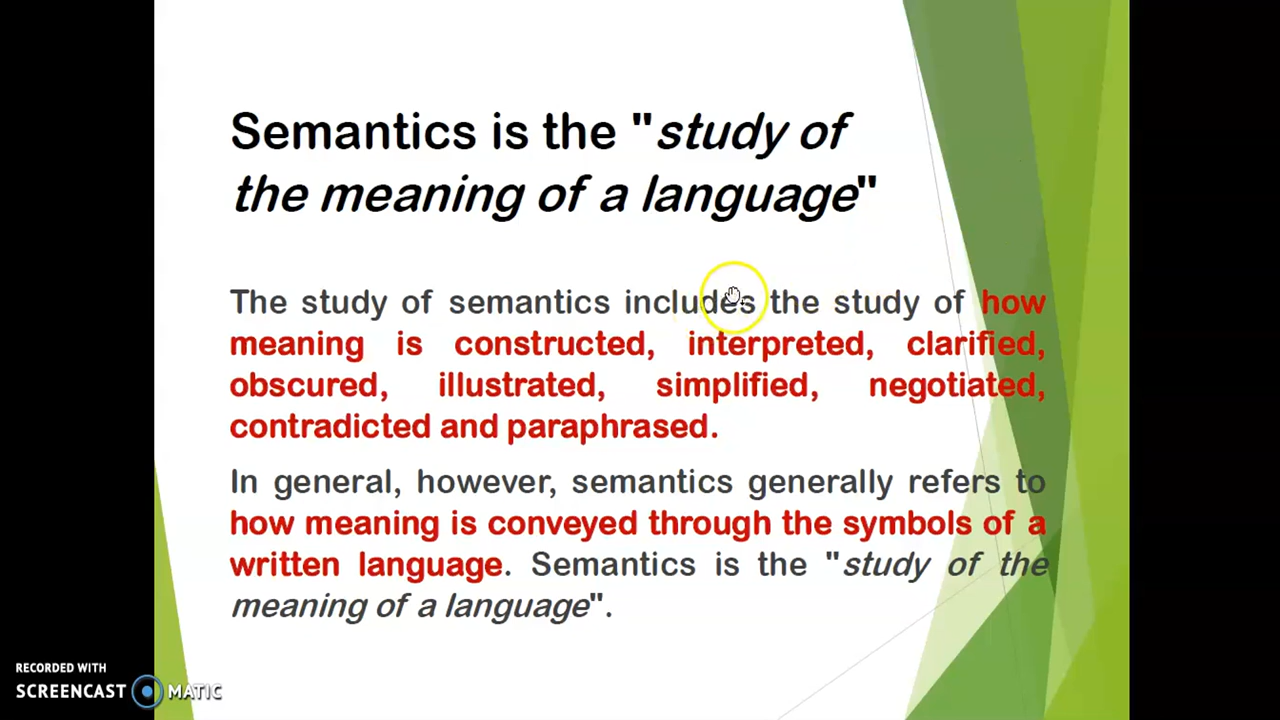 Semantics is the "study of
the meaning of a language"
The study of semantics includes the study of how
meaning is constructed, interpreted, clarified,
obscured, illustrated, simplified, negotiated,
contradicted and paraphrased.
In general, however, semantics generally refers to
how meaning is conveyed through the symbols of a
written language. Semantics is the "study of the
meaning of a language".
RECORDED WITH
SCREENCAST MATIC